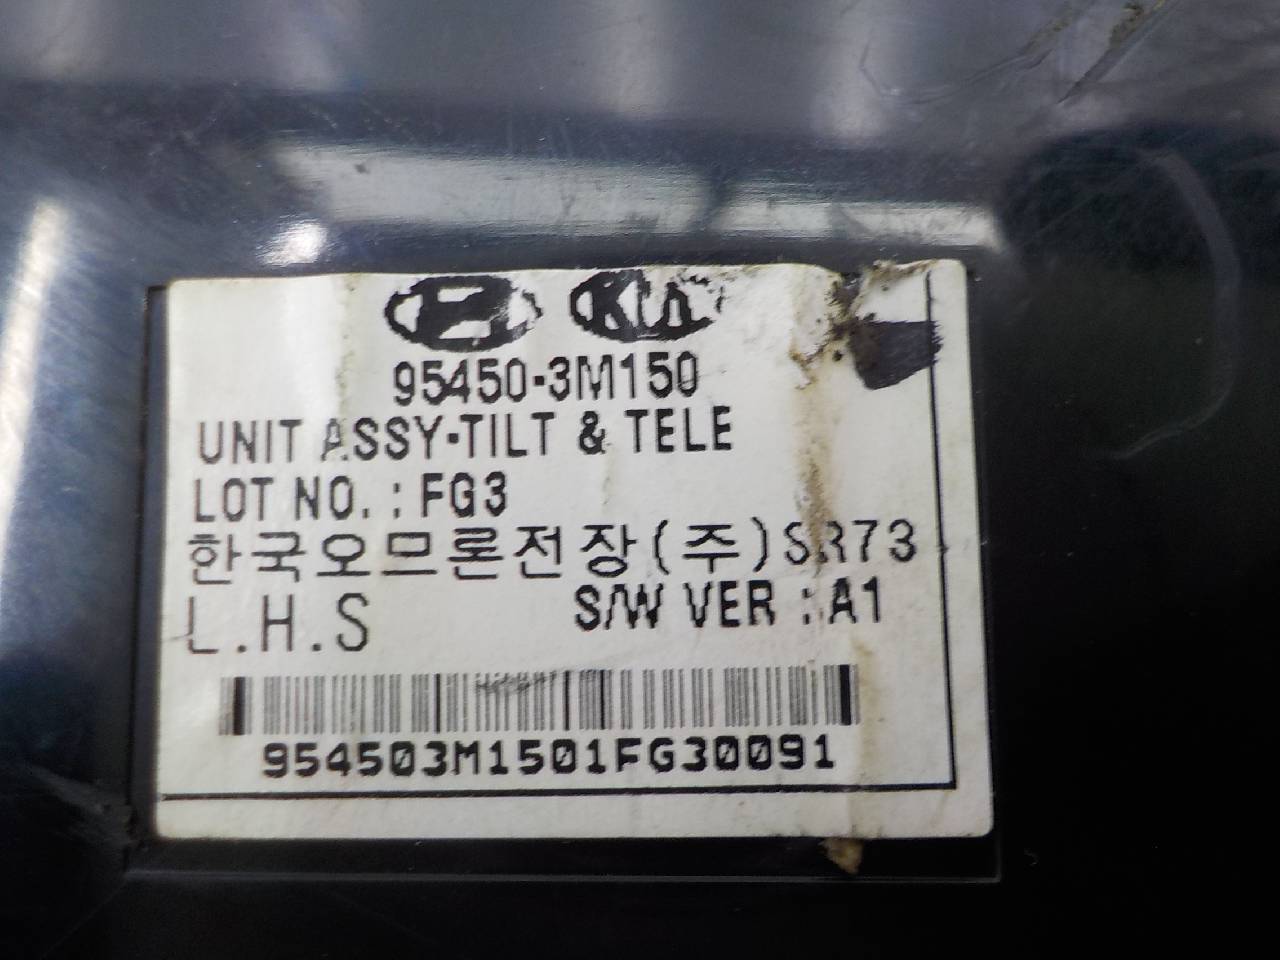 KIA
95450-3M150
UNIT ASSY-TILT & TELE
LOT NO. : FG3
한국오므론전장(주)SR73
L.H.S S/W VER : A1
954503M1501FG30091